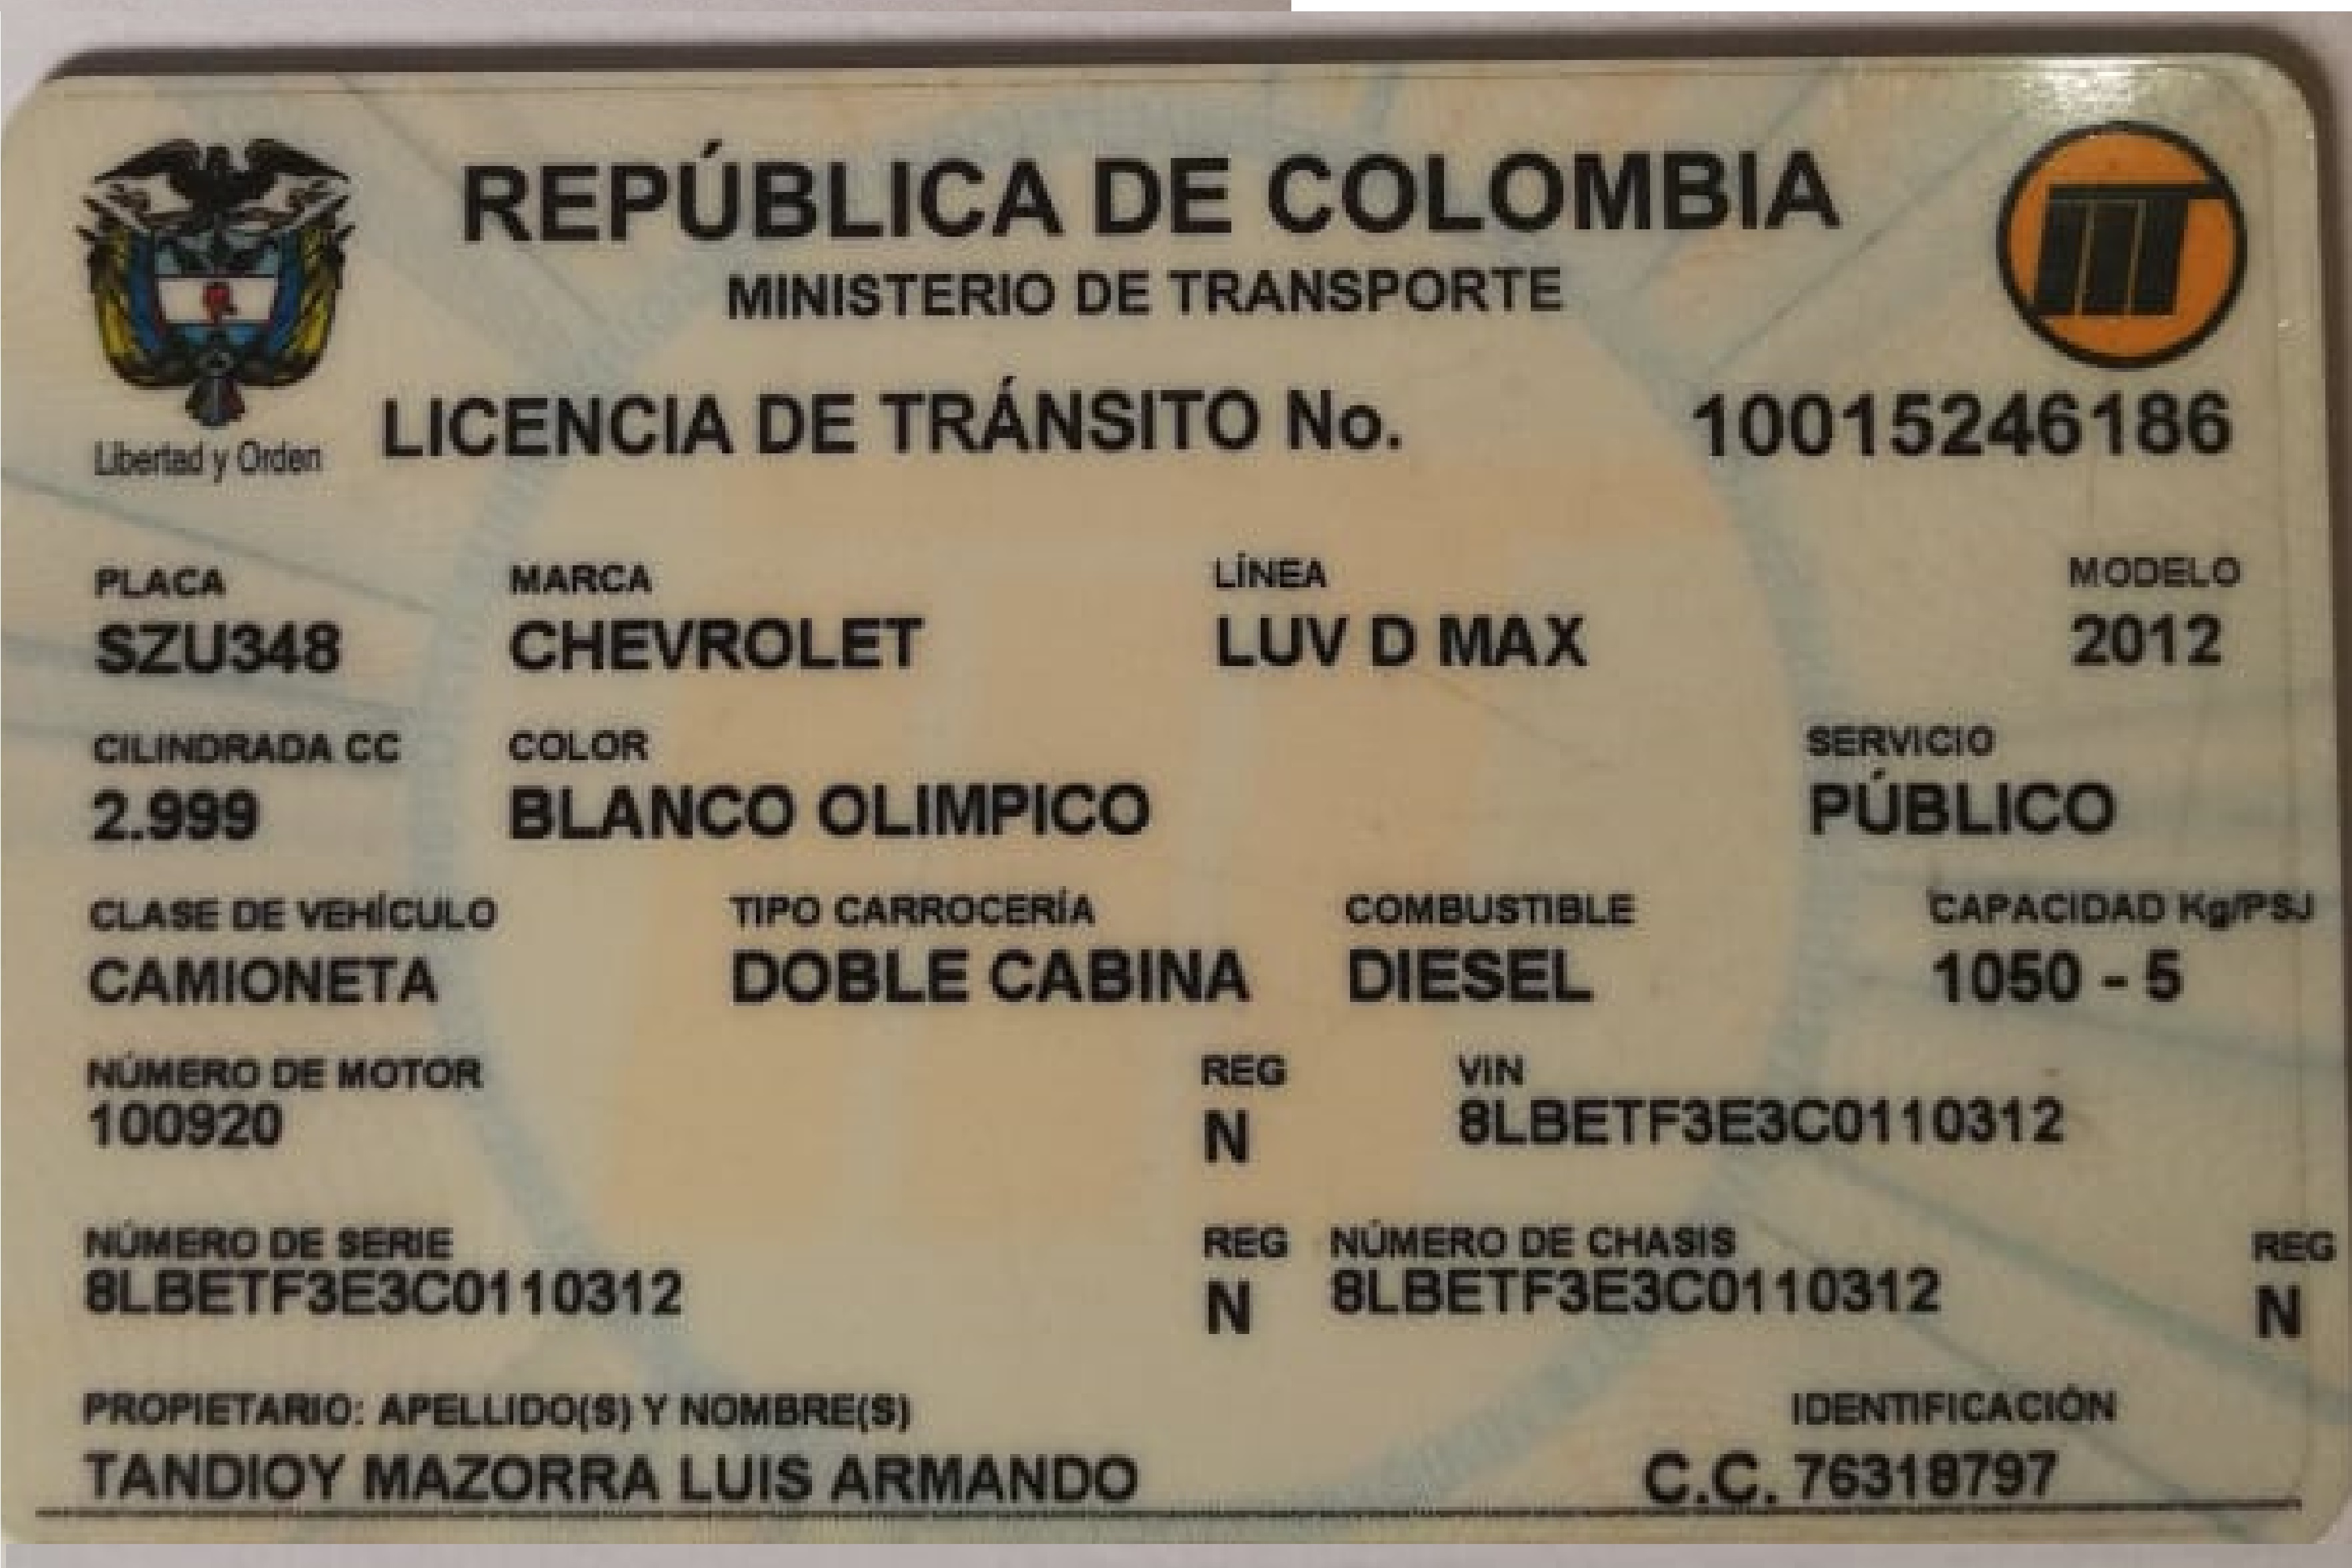 REPÚBLICA DE COLOMBIA
MINISTERIO DE TRANSPORTE
Libertad y Orden
LICENCIA DE TRÁNSITO No. 10015246186
PLACA MARCA LÍNEA MODELO
SZU348 CHEVROLET LUV D MAX 2012
CILINDRADA CC COLOR SERVICIO
2.999 BLANCO OLIMPICO PÚBLICO
CLASE DE VEHÍCULO TIPO CARROCERÍA COMBUSTIBLE CAPACIDAD Kg/PSJ
CAMIONETA DOBLE CABINA DIESEL 1050 - 5
NÚMERO DE MOTOR REG VIN
100920 N 8LBETF3E3C0110312
NÚMERO DE SERIE REG NÚMERO DE CHASIS REG
8LBETF3E3C0110312 N 8LBETF3E3C0110312 N
PROPIETARIO: APELLIDO(S) Y NOMBRE(S) IDENTIFICACIÓN
TANDIOY MAZORRA LUIS ARMANDO C.C. 76318797